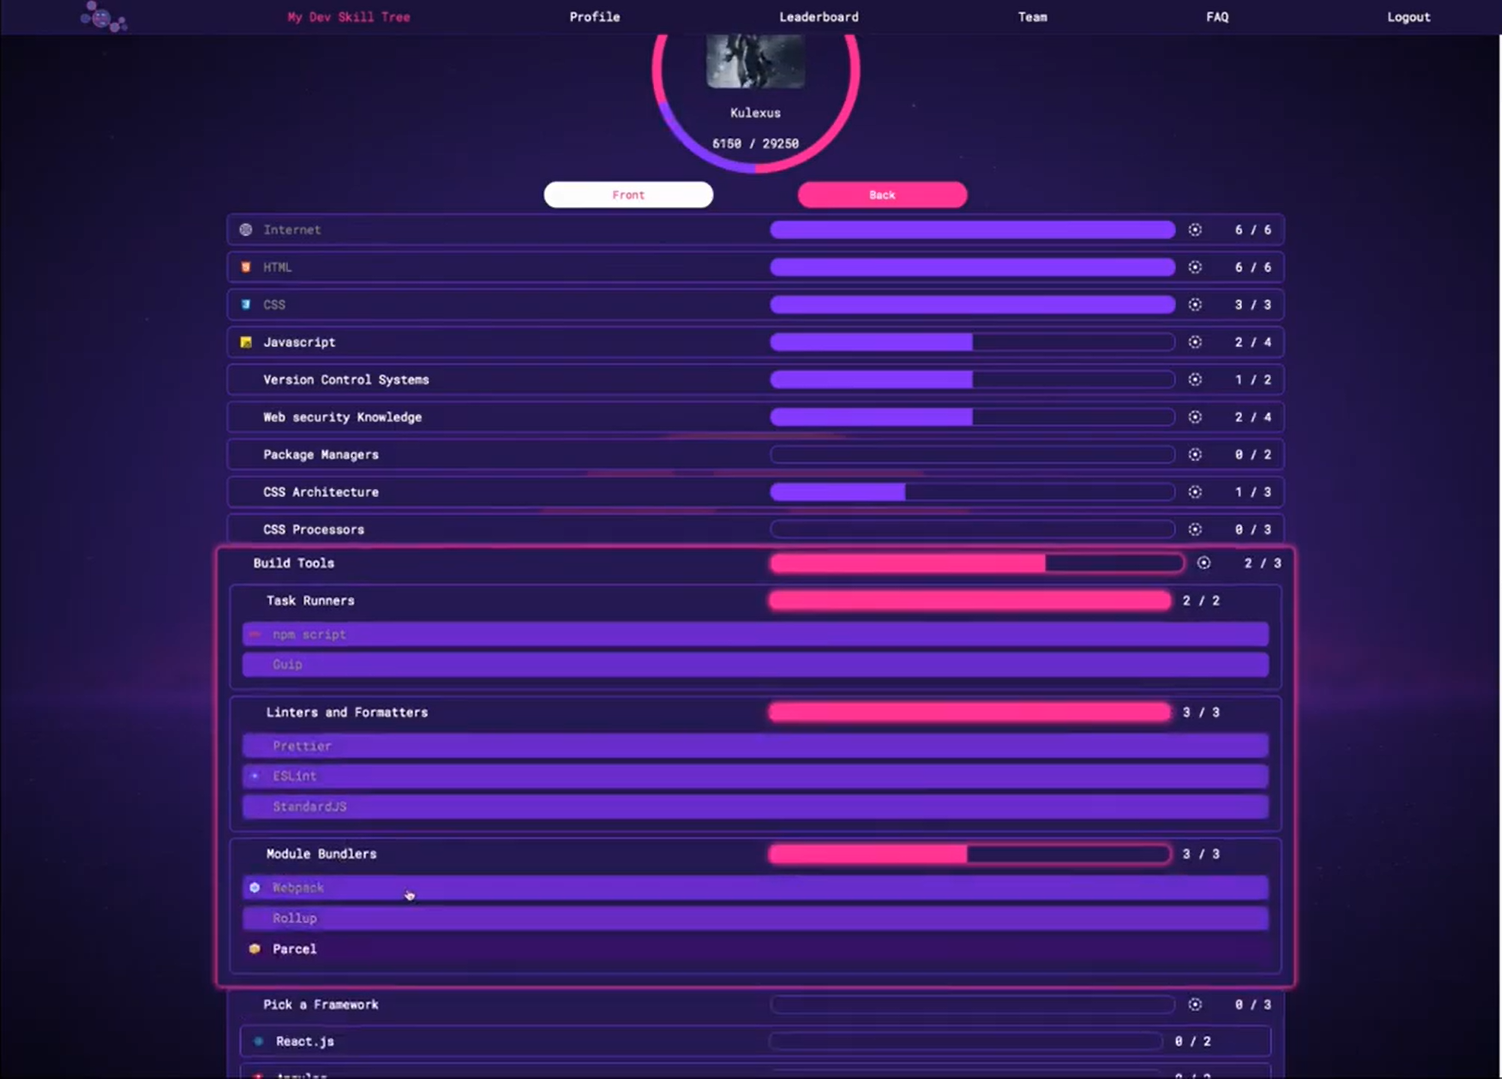 My Dev Skill Tree Profile Leaderboard Team FAQ Logout
Kulexus
6150 / 29250
Front Back
Internet 6 / 6
HTML 6 / 6
CSS 3 / 3
Javascript 2 / 4
Version Control Systems 1 / 2
Web security Knowledge 2 / 4
Package Managers 0 / 2
CSS Architecture 1 / 3
CSS Processors 0 / 3
Build Tools 2 / 3
Task Runners 2 / 2
npm script
Guip
Linters and Formatters 3 / 3
Prettier
ESLint
StandardJS
Module Bundlers 3 / 3
Webpack
Rollup
Parcel
Pick a Framework 0 / 3
React.js 0 / 2